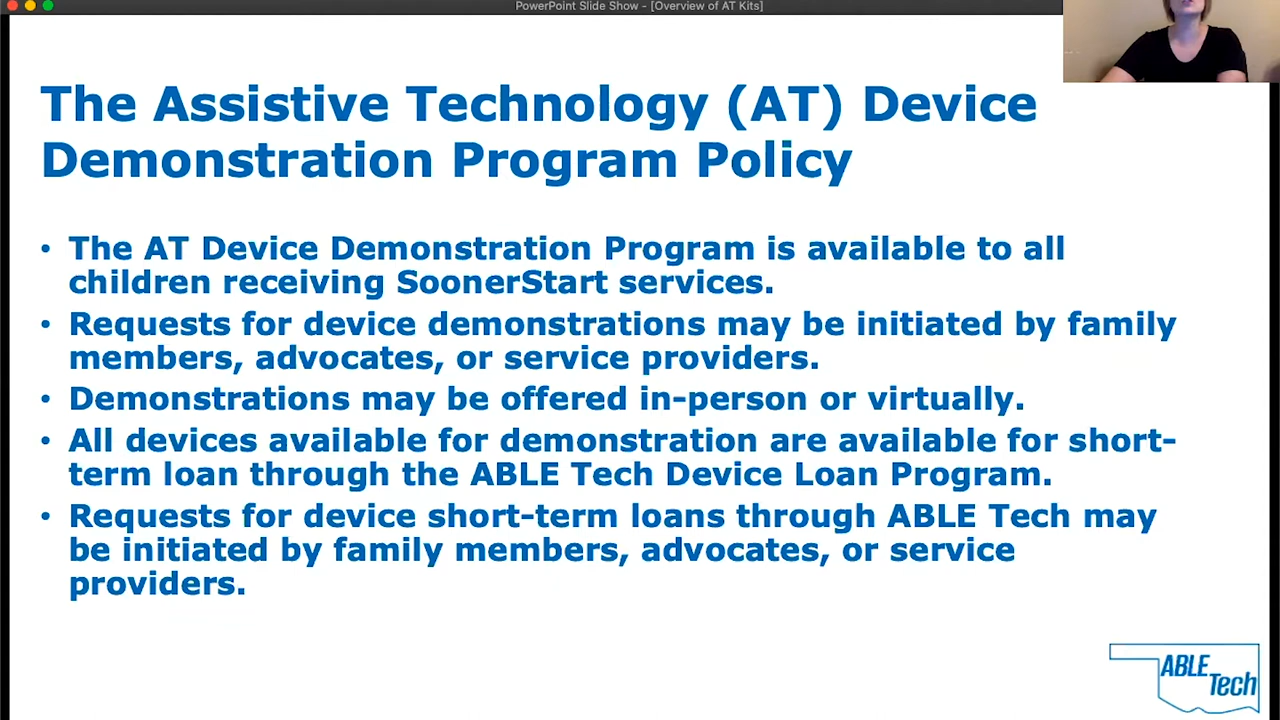 PowerPoint Slide Show - [Overview of AT Kits]
The Assistive Technology (AT) Device
Demonstration Program Policy
• The AT Device Demonstration Program is available to all
children receiving SoonerStart services.
• Requests for device demonstrations may be initiated by family
members, advocates, or service providers.
• Demonstrations may be offered in-person or virtually.
• All devices available for demonstration are available for short-
term loan through the ABLE Tech Device Loan Program.
• Requests for device short-term loans through ABLE Tech may
be initiated by family members, advocates, or service
providers.
ABLE
Tech